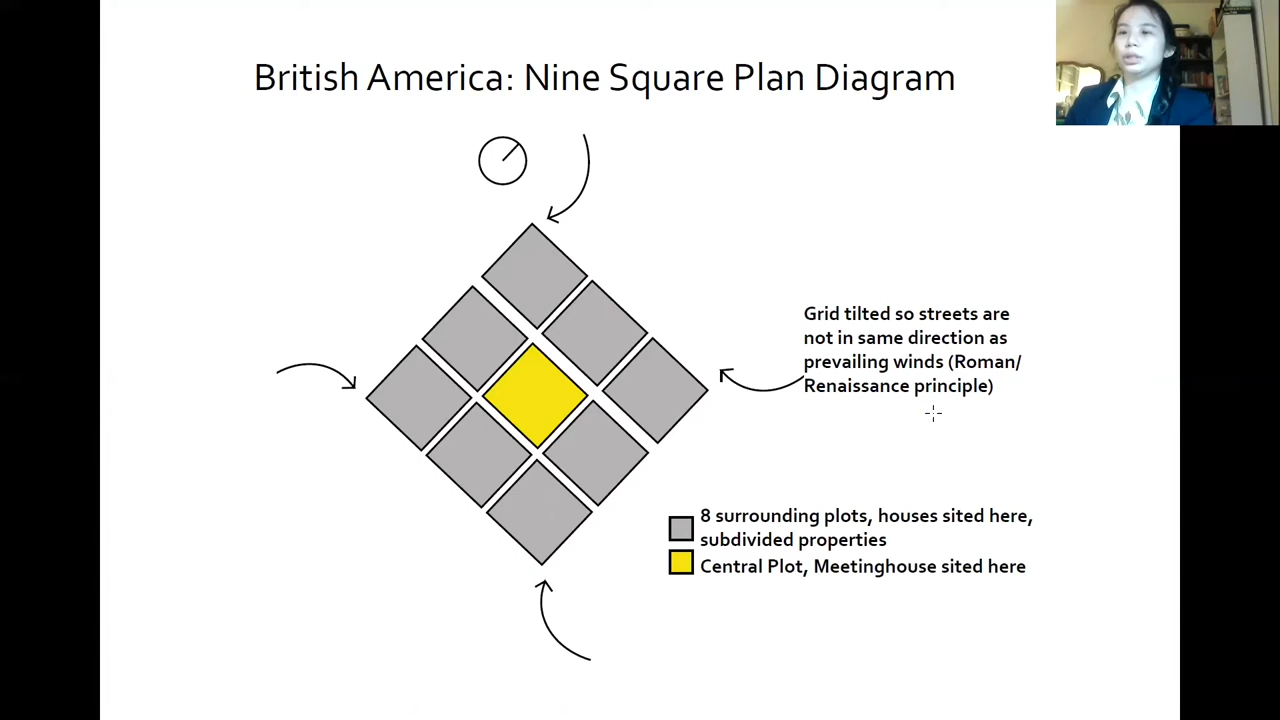 British America: Nine Square Plan Diagram
Grid tilted so streets are
not in same direction as
prevailing winds (Roman/
Renaissance principle)
8 surrounding plots, houses sited here,
subdivided properties
Central Plot, Meetinghouse sited here